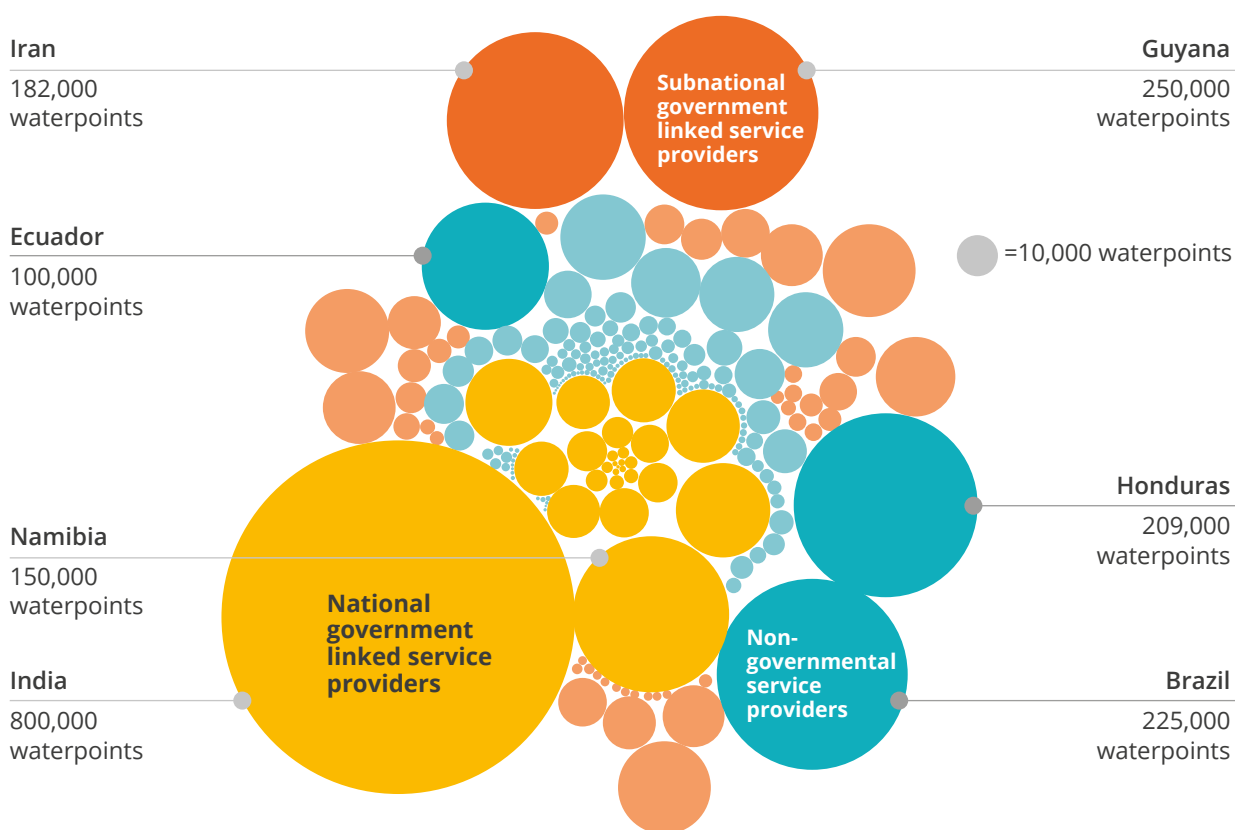 Iran
182,000
waterpoints
Guyana
250,000
waterpoints
Subnational
government
linked service
providers
Ecuador
100,000
waterpoints
=10,000 waterpoints
Honduras
209,000
waterpoints
Namibia
150,000
waterpoints
National
government
linked service
providers
Non-
governmental
service
providers
India
800,000
waterpoints
Brazil
225,000
waterpoints